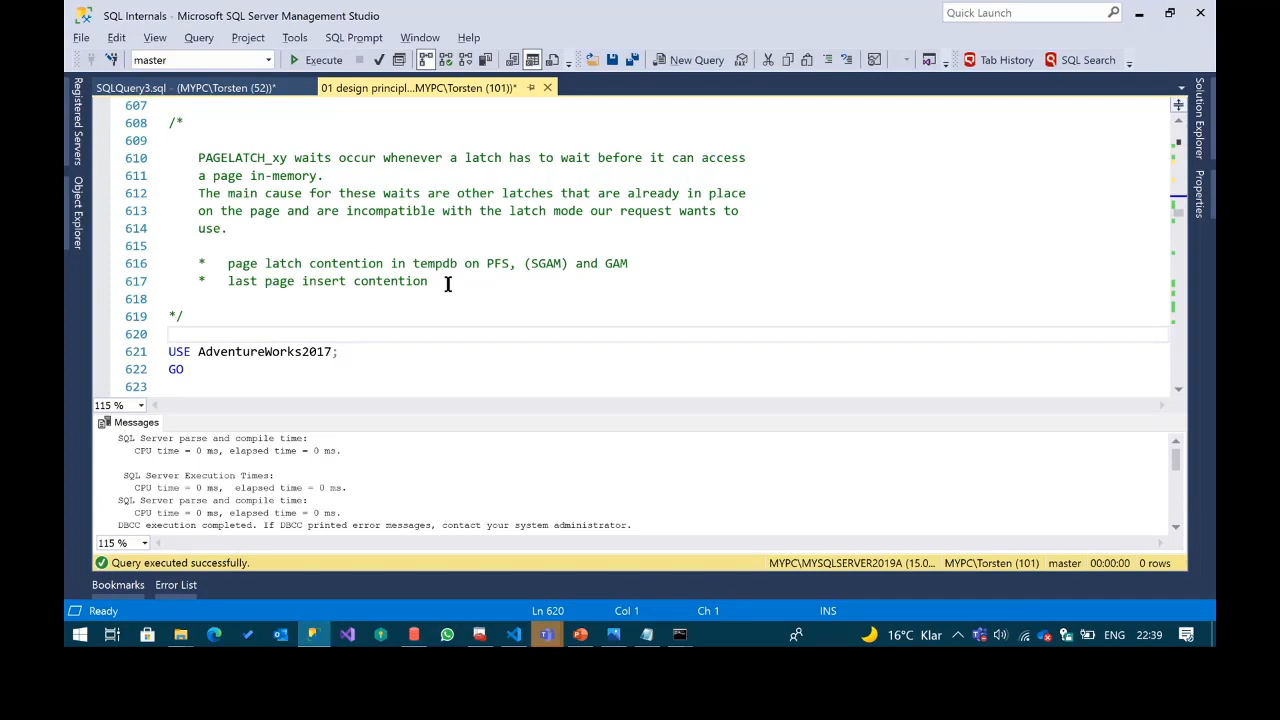 SQL Internals - Microsoft SQL Server Management Studio
Quick Launch
File Edit View Query Project Tools SQL Prompt Window Help
master
Execute
New Query
Tab History
SQL Search
SQLQuery3.sql - (MYPC\Torsten (52))*
01 design principl...MYPC\Torsten (101))*
Registered Servers
Object Explorer
Solution Explorer
Properties
607
608 /*
609
610 PAGELATCH_xy waits occur whenever a latch has to wait before it can access
611 a page in-memory.
612 The main cause for these waits are other latches that are already in place
613 on the page and are incompatible with the latch mode our request wants to
614 use.
615
616 * page latch contention in tempdb on PFS, (SGAM) and GAM
617 * last page insert contention
618
619 */
620
621 USE AdventureWorks2017;
622 GO
623
115 %
Messages
SQL Server parse and compile time:
CPU time = 0 ms, elapsed time = 0 ms.
SQL Server Execution Times:
CPU time = 0 ms, elapsed time = 0 ms.
SQL Server parse and compile time:
CPU time = 0 ms, elapsed time = 0 ms.
DBCC execution completed. If DBCC printed error messages, contact your system administrator.
115 %
Query executed successfully.
MYPC\MYSQLSERVER2019A (15.0... MYPC\Torsten (101) master 00:00:00 0 rows
Bookmarks Error List
Ready Ln 620 Col 1 Ch 1 INS
16°C Klar ENG 22:39